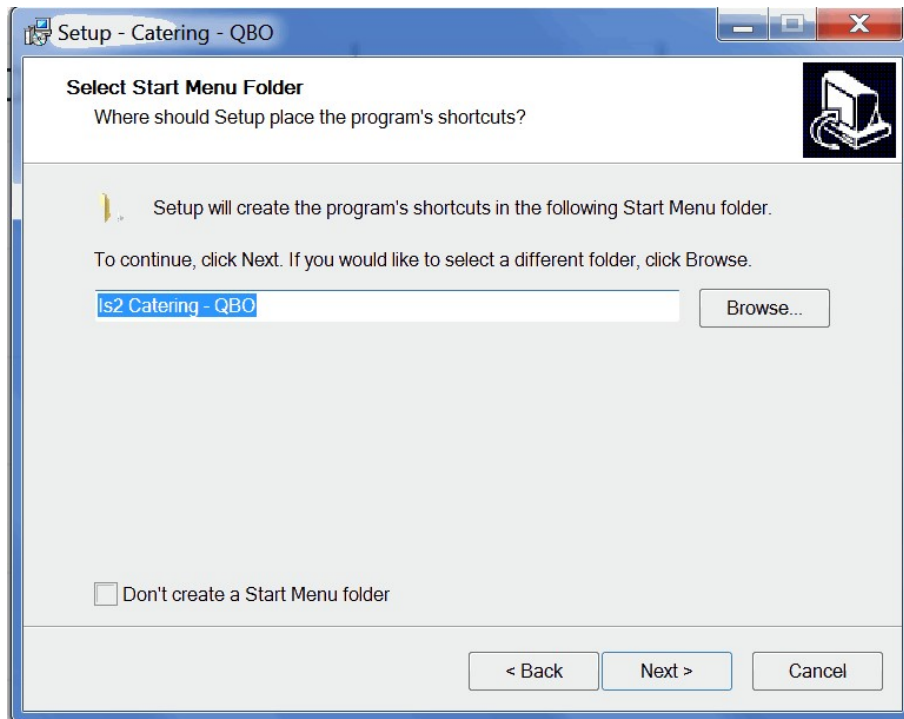 Setup - Catering - QBO
Select Start Menu Folder
Where should Setup place the program's shortcuts?
Setup will create the program's shortcuts in the following Start Menu folder.
To continue, click Next. If you would like to select a different folder, click Browse.
Is2 Catering - QBO
Browse...
Don't create a Start Menu folder
< Back
Next >
Cancel